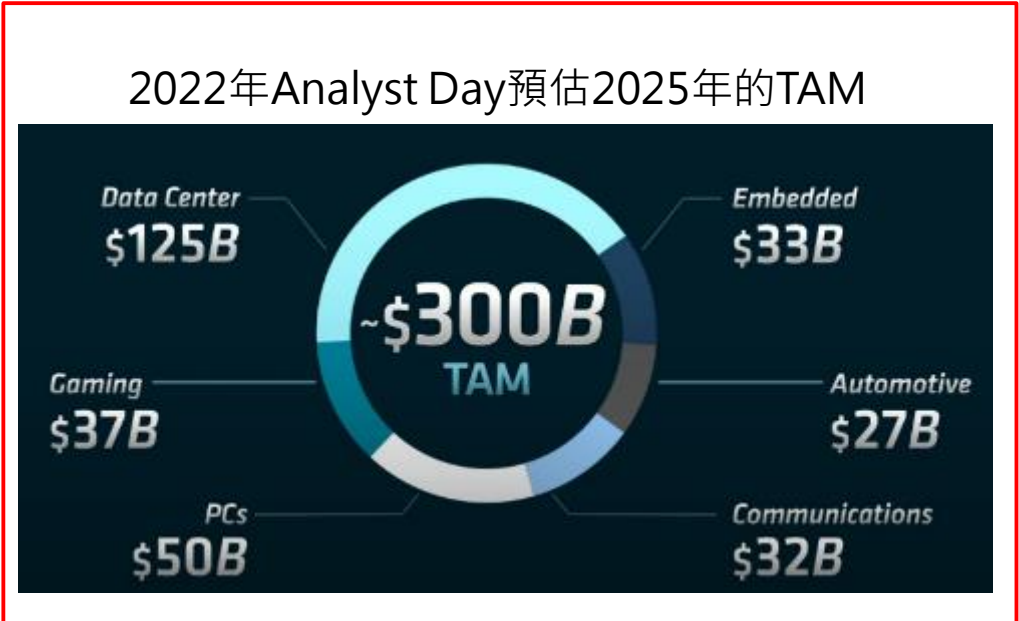 2022年Analyst Day預估2025年的TAM
Data Center
$125B
Embedded
$33B
~$300B
TAM
Gaming
$37B
Automotive
$27B
PCs
$50B
Communications
$32B